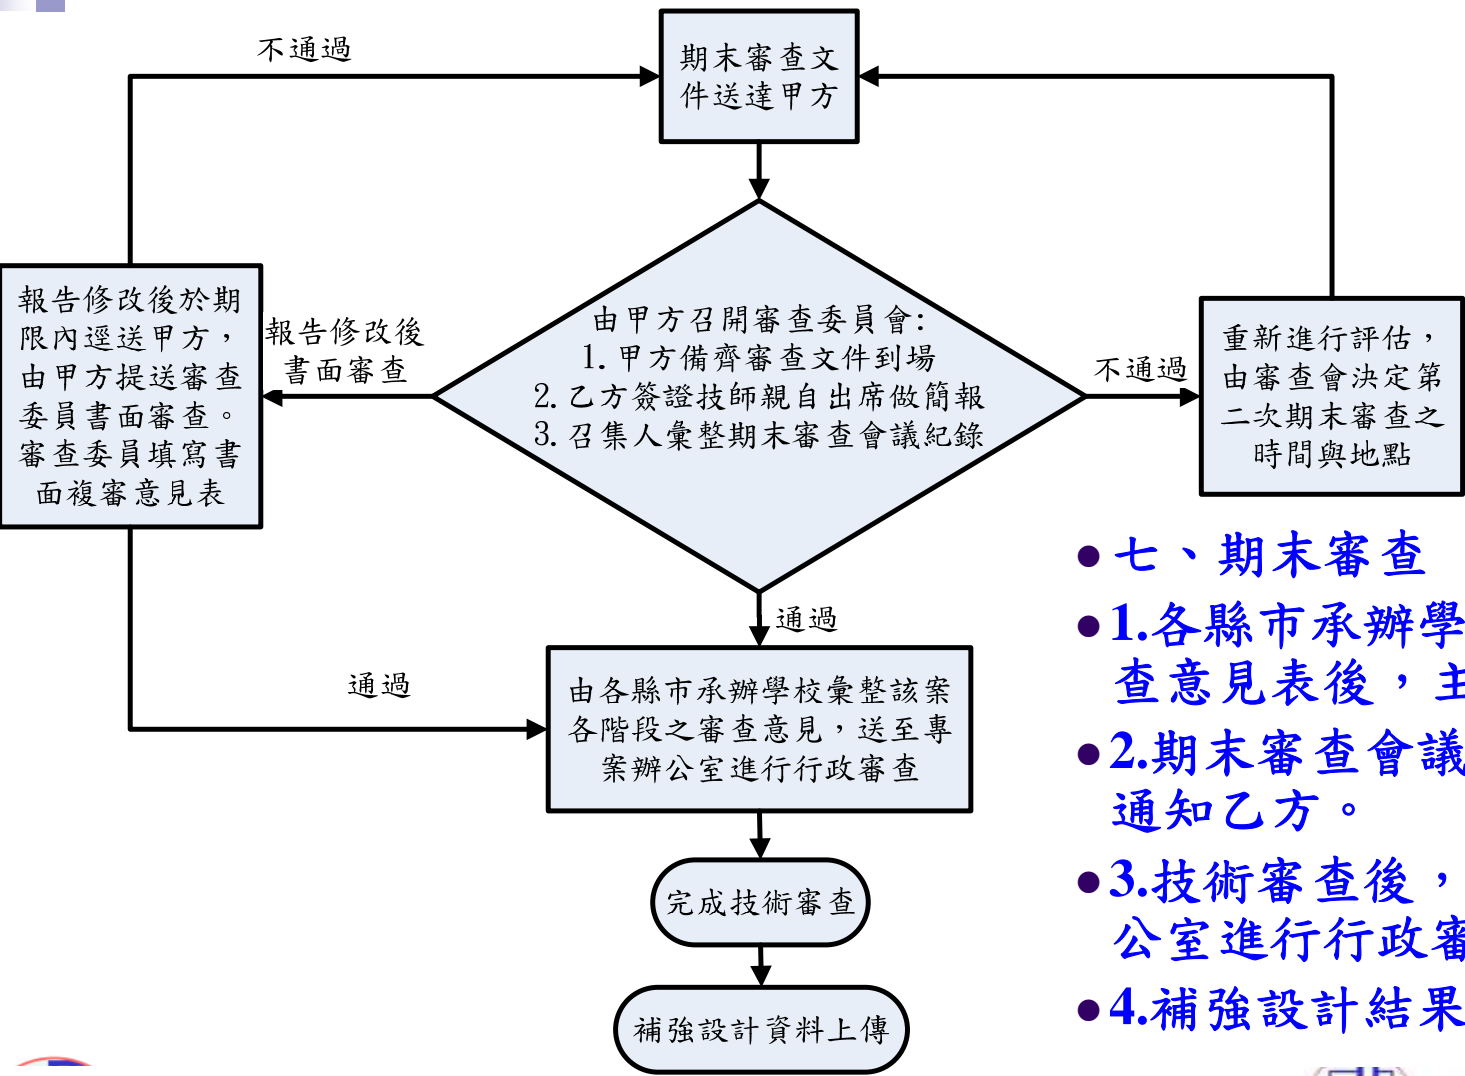 不通過
期末審查文
件送達甲方
報告修改後於期
限內逕送甲方，
由甲方提送審查
委員書面審查。
審查委員填寫書
面複審意見表
報告修改後
書面審查
由甲方召開審查委員會:
1. 甲方備齊審查文件到場
2. 乙方簽證技師親自出席做簡報
3. 召集人彙整期末審查會議紀錄
不通過
重新進行評估，
由審查會決定第
二次期末審查之
時間與地點
通過
通過
由各縣市承辦學校彙整該案
各階段之審查意見，送至專
案辦公室進行行政審查
完成技術審查
補強設計資料上傳
七、期末審查
1.各縣市承辦學
查意見表後，主
2.期末審查會議
通知乙方。
3.技術審查後，
公室進行行政審
4.補強設計結果